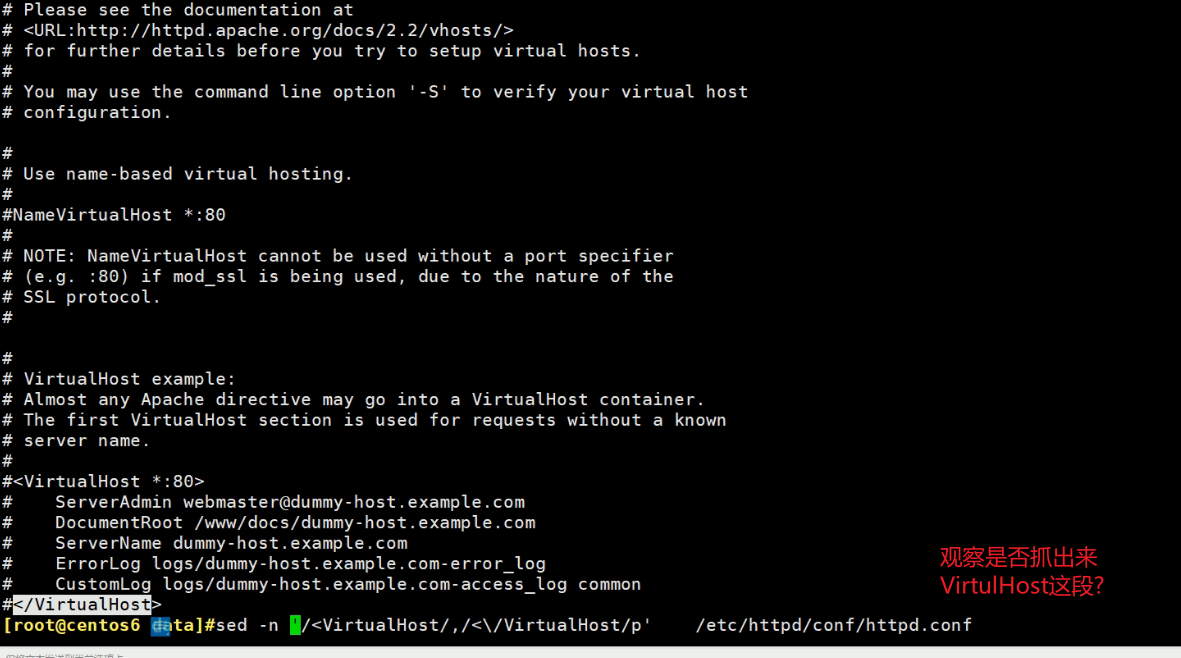 # Please see the documentation at
# <URL:http://httpd.apache.org/docs/2.2/vhosts/>
# for further details before you try to setup virtual hosts.
#
# You may use the command line option '-S' to verify your virtual host
# configuration.
#
# Use name-based virtual hosting.
#
#NameVirtualHost *:80
#
# NOTE: NameVirtualHost cannot be used without a port specifier
# (e.g. :80) if mod_ssl is being used, due to the nature of the
# SSL protocol.
#
#
# VirtualHost example:
# Almost any Apache directive may go into a VirtualHost container.
# The first VirtualHost section is used for requests without a known
# server name.
#
#<VirtualHost *:80>
#    ServerAdmin webmaster@dummy-host.example.com
#    DocumentRoot /www/docs/dummy-host.example.com
#    ServerName dummy-host.example.com
#    ErrorLog logs/dummy-host.example.com-error_log
#    CustomLog logs/dummy-host.example.com-access_log common
#</VirtualHost>
观察是否抓出来
VirtulHost这段?
[root@centos6 data]#sed -n '/<VirtualHost/,/<\/VirtualHost/p'    /etc/httpd/conf/httpd.conf